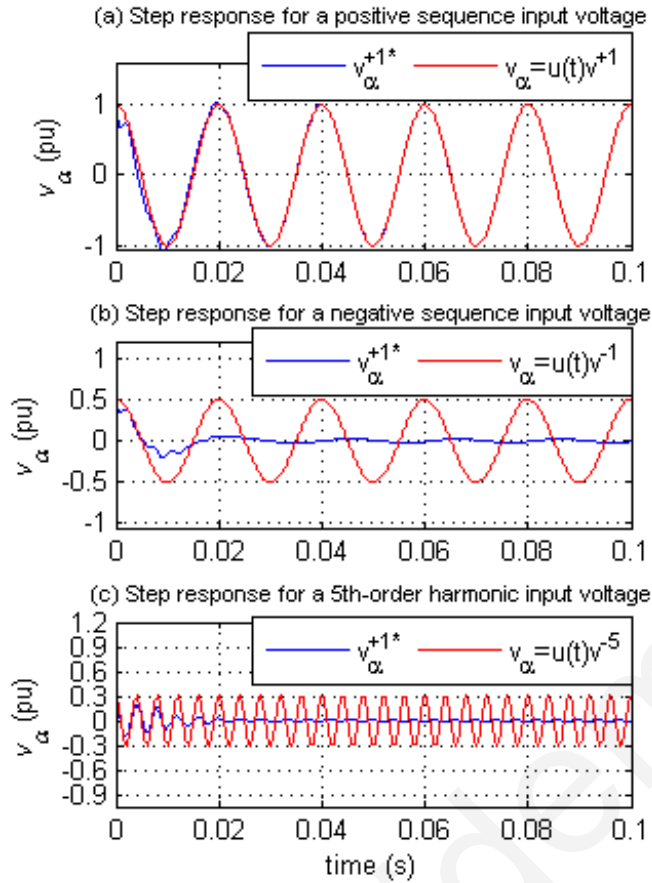 (a) Step response for a positive sequence input voltage
v_α^{+1*} v_α=u(t)v^{+1}
1
0
-1
v_α (pu)
0 0.02 0.04 0.06 0.08 0.1
(b) Step response for a negative sequence input voltage
v_α^{+1*} v_α=u(t)v^{-1}
1
0.5
0
-0.5
-1
v_α (pu)
0 0.02 0.04 0.06 0.08 0.1
(c) Step response for a 5th-order harmonic input voltage
v_α^{+1*} v_α=u(t)v^{-5}
1.2
0.9
0.6
0.3
0
-0.3
-0.6
-0.9
v_α (pu)
0 0.02 0.04 0.06 0.08 0.1
time (s)